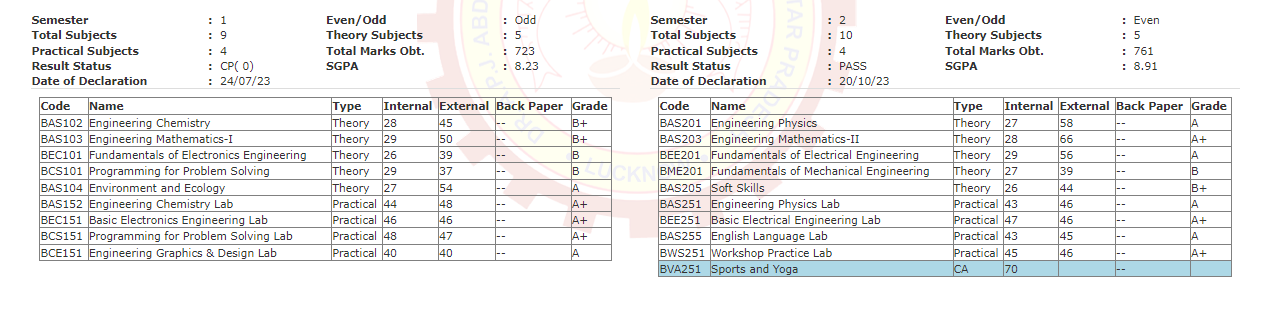 Semester : 1 Even/Odd : Odd
Total Subjects : 9 Theory Subjects : 5
Practical Subjects : 4 Total Marks Obt. : 723
Result Status : CP( 0) SGPA : 8.23
Date of Declaration : 24/07/23
Code Name Type Internal External Back Paper Grade
BAS102 Engineering Chemistry Theory 28 45 -- B+
BAS103 Engineering Mathematics-I Theory 29 50 -- B+
BEC101 Fundamentals of Electronics Engineering Theory 26 39 -- B
BCS101 Programming for Problem Solving Theory 29 37 -- B
BAS104 Environment and Ecology Theory 27 54 -- A
BAS152 Engineering Chemistry Lab Practical 44 48 -- A+
BEC151 Basic Electronics Engineering Lab Practical 46 46 -- A+
BCS151 Programming for Problem Solving Lab Practical 48 47 -- A+
BCE151 Engineering Graphics & Design Lab Practical 40 40 -- A
Semester : 2 Even/Odd : Even
Total Subjects : 10 Theory Subjects : 5
Practical Subjects : 4 Total Marks Obt. : 761
Result Status : PASS SGPA : 8.91
Date of Declaration : 20/10/23
Code Name Type Internal External Back Paper Grade
BAS201 Engineering Physics Theory 27 58 -- A
BAS203 Engineering Mathematics-II Theory 28 66 -- A+
BEE201 Fundamentals of Electrical Engineering Theory 29 56 -- A
BME201 Fundamentals of Mechanical Engineering Theory 27 39 -- B
BAS205 Soft Skills Theory 26 44 -- B+
BAS251 Engineering Physics Lab Practical 43 46 -- A
BEE251 Basic Electrical Engineering Lab Practical 47 46 -- A+
BAS255 English Language Lab Practical 43 45 -- A
BWS251 Workshop Practice Lab Practical 45 46 -- A+
BVA251 Sports and Yoga CA 70 --